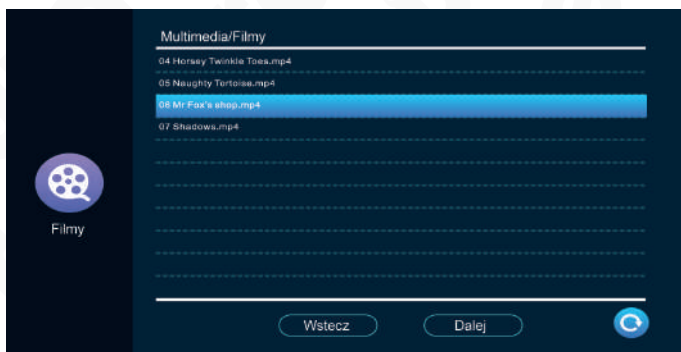 Multimedia/Filmy
04 Horsey Twinkle Toes.mp4
05 Naughty Tortoise.mp4
06 Mr Fox's shop.mp4
07 Shadows.mp4
Filmy
Wstecz
Dalej